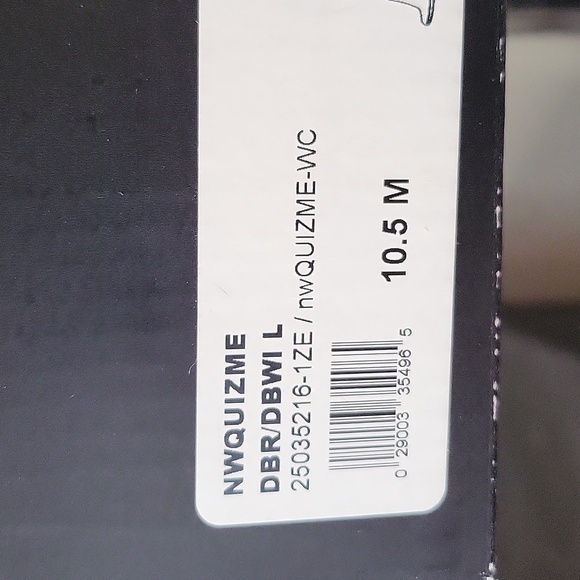 NWQUIZME
DBR/DBWI L
25035216-1ZE / nwQUIZME-WC
10.5 M
0 29003 35496 5